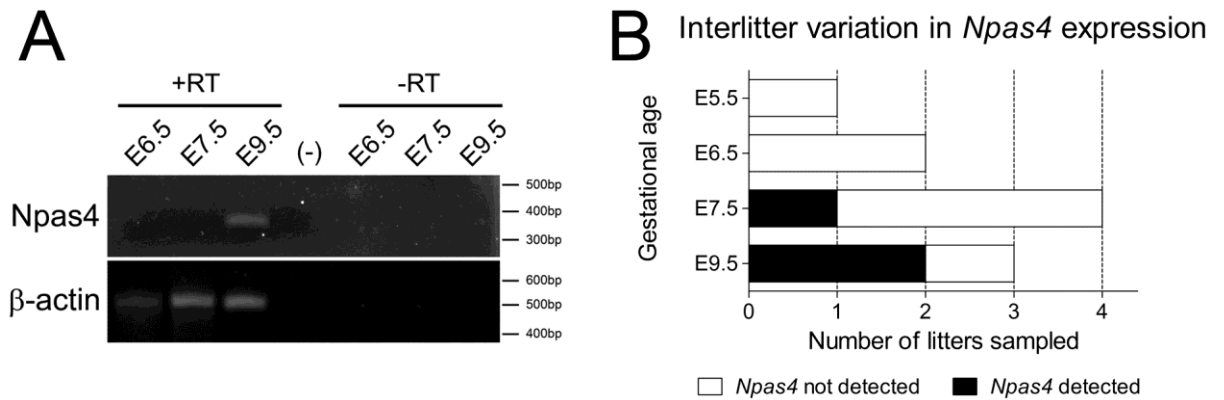 A
+RT
-RT
E6.5 E7.5 E9.5 (-) E6.5 E7.5 E9.5
Npas4
500bp
400bp
300bp
β-actin
600bp
500bp
400bp
B
Interlitter variation in Npas4 expression
Gestational age
E5.5
E6.5
E7.5
E9.5
0 1 2 3 4
Number of litters sampled
Npas4 not detected
Npas4 detected